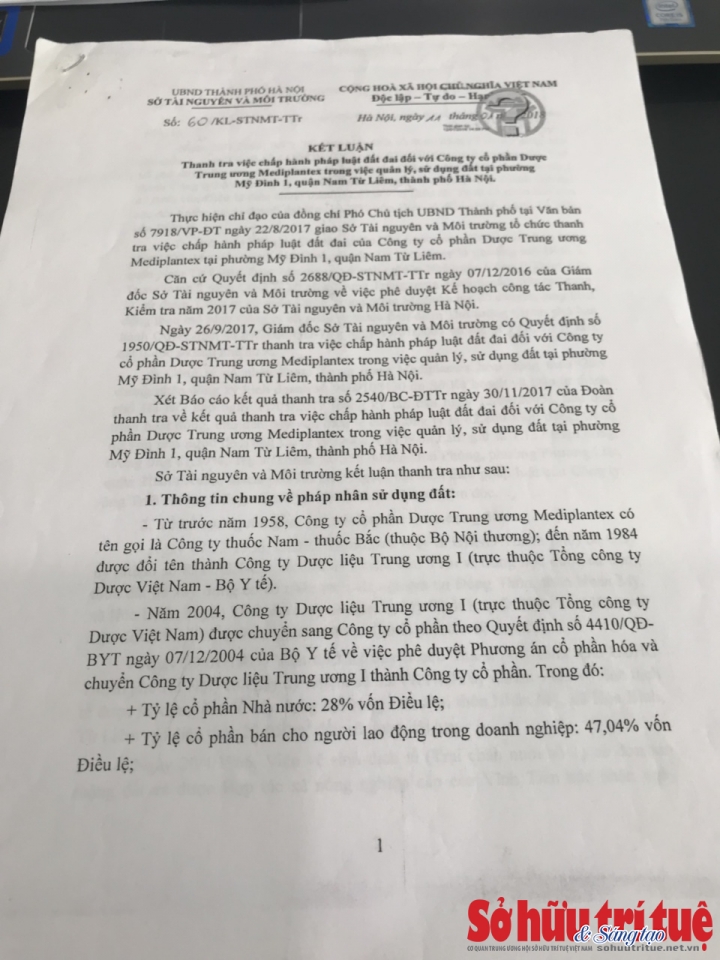 UBND THÀNH PHỐ HÀ NỘI
SỞ TÀI NGUYÊN VÀ MÔI TRƯỜNG
CỘNG HOÀ XÃ HỘI CHỦ NGHĨA VIỆT NAM
Độc lập – Tự do –
Số: 60/KL-STNMT-TTr
Hà Nội, ngày 11 tháng
KẾT LUẬN
Thanh tra việc chấp hành pháp luật đất đai đối với Công ty cổ phần Dược
Trung ương Mediplantex trong việc quản lý, sử dụng đất tại phường
Mỹ Đình 1, quận Nam Từ Liêm, thành phố Hà Nội.
Thực hiện chỉ đạo của đồng chí Phó Chủ tịch UBND Thành phố tại Văn bản
số 7918/VP-ĐT ngày 22/8/2017 giao Sở Tài nguyên và Môi trường tổ chức thanh
tra việc chấp hành pháp luật đất đai của Công ty cổ phần Dược Trung ương
Mediplantex tại phường Mỹ Đình 1, quận Nam Từ Liêm.
Căn cứ Quyết định số 2688/QĐ-STNMT-TTr ngày 07/12/2016 của Giám
đốc Sở Tài nguyên và Môi trường về việc phê duyệt Kế hoạch công tác Thanh,
Kiểm tra năm 2017 của Sở Tài nguyên và Môi trường Hà Nội.
Ngày 26/9/2017, Giám đốc Sở Tài nguyên và Môi trường có Quyết định số
1950/QĐ-STNMT-TTr thanh tra việc chấp hành pháp luật đất đai đối với Công ty
cổ phần Dược Trung ương Mediplantex trong việc quản lý, sử dụng đất tại phường
Mỹ Đình 1, quận Nam Từ Liêm, thành phố Hà Nội.
Xét Báo cáo kết quả thanh tra số 2540/BC-ĐTTr ngày 30/11/2017 của Đoàn
thanh tra về kết quả thanh tra việc chấp hành pháp luật đất đai đối với Công ty cổ
phần Dược Trung ương Mediplantex trong việc quản lý, sử dụng đất tại phường
Mỹ Đình 1, quận Nam Từ Liêm, thành phố Hà Nội.
Sở Tài nguyên và Môi trường kết luận thanh tra như sau:
1. Thông tin chung về pháp nhân sử dụng đất:
- Từ trước năm 1958, Công ty cổ phần Dược Trung ương Mediplantex có
tên gọi là Công ty thuốc Nam - thuốc Bắc (thuộc Bộ Nội thương); đến năm 1984
được đổi tên thành Công ty Dược liệu Trung ương I (trực thuộc Tổng công ty
Dược Việt Nam - Bộ Y tế).
- Năm 2004, Công ty Dược liệu Trung ương I (trực thuộc Tổng công ty
Dược Việt Nam) được chuyển sang Công ty cổ phần theo Quyết định số 4410/QĐ-
BYT ngày 07/12/2004 của Bộ Y tế về việc phê duyệt Phương án cổ phần hóa và
chuyển Công ty Dược liệu Trung ương I thành Công ty cổ phần. Trong đó:
+ Tỷ lệ cổ phần Nhà nước: 28% vốn Điều lệ;
+ Tỷ lệ cổ phần bán cho người lao động trong doanh nghiệp: 47,04% vốn
Điều lệ;
1
Sở hữu trí tuệ
& Sáng tạo
CƠ QUAN TRUNG ƯƠNG HỘI SỞ HỮU TRÍ TUỆ VIỆT NAM sohuutritue.net.vn